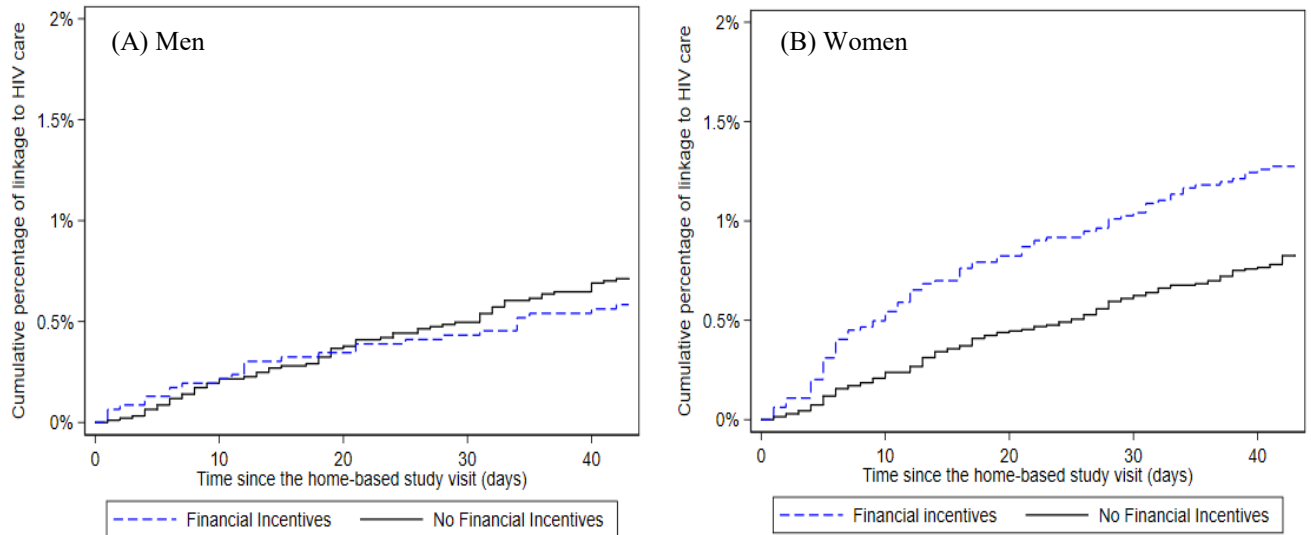 (A) Men
Cumulative percentage of linkage to HIV care
2%
1.5%
1%
0.5%
0%
0
10
20
30
40
Time since the home-based study visit (days)
Financial Incentives
No Financial Incentives
(B) Women
Cumulative percentage of linkage to HIV care
2%
1.5%
1%
0.5%
0%
0
10
20
30
40
Time since the home-based study visit (days)
Financial incentives
No Financial Incentives